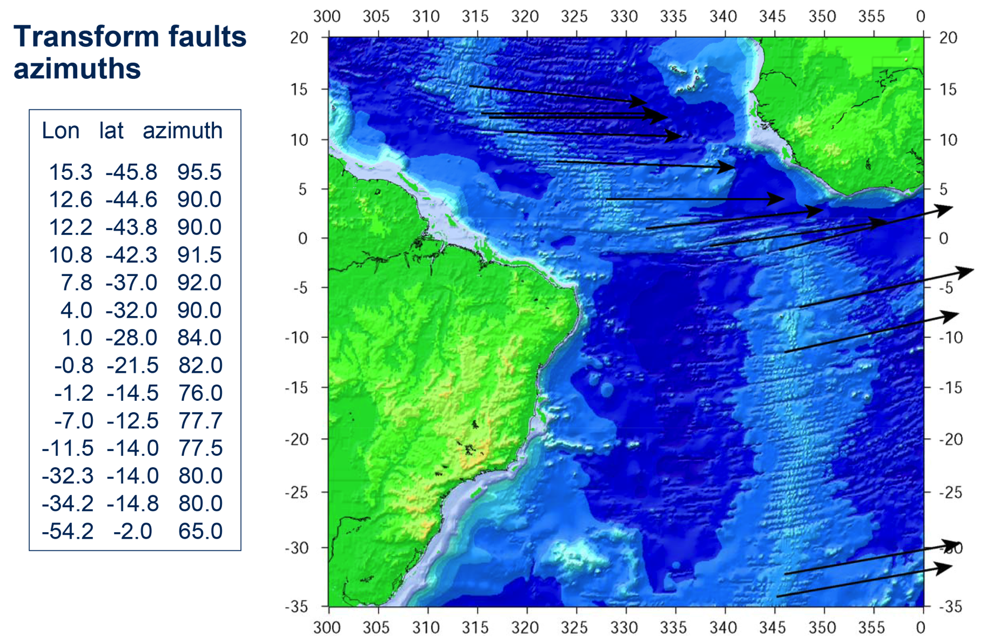 Transform faults
azimuths
Lon lat azimuth
15.3 -45.8 95.5
12.6 -44.6 90.0
12.2 -43.8 90.0
10.8 -42.3 91.5
7.8 -37.0 92.0
4.0 -32.0 90.0
1.0 -28.0 84.0
-0.8 -21.5 82.0
-1.2 -14.5 76.0
-7.0 -12.5 77.7
-11.5 -14.0 77.5
-32.3 -14.0 80.0
-34.2 -14.8 80.0
-54.2 -2.0 65.0
300 305 310 315 320 325 330 335 340 345 350 355 0
20 20
15 15
10 10
5 5
0 0
-5 -5
-10 -10
-15 -15
-20 -20
-25 -25
-30 -30
-35 -35
300 305 310 315 320 325 330 335 340 345 350 355 0